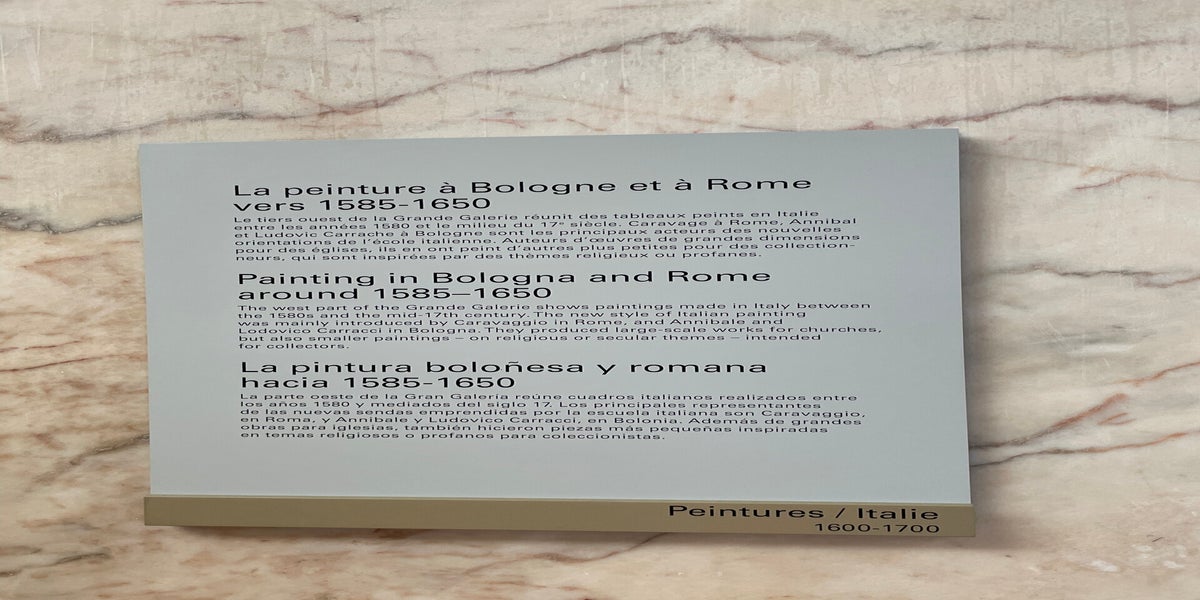 La peinture à Bologne et à Rome
vers 1585-1650
Le tiers ouest de la Grande Galerie réunit des tableaux peints en Italie
entre les années 1580 et le milieu du 17e siècle. Caravage à Rome, Annibal
et Ludovic Carrache à Bologne sont les principaux acteurs des nouvelles
orientations de l'école italienne. Auteurs d'œuvres de grandes dimensions
pour des églises, ils en ont peint d'autres plus petites pour des collection-
neurs, qui sont inspirées par des thèmes religieux ou profanes.
Painting in Bologna and Rome
around 1585–1650
The west part of the Grande Galerie shows paintings made in Italy between
the 1580s and the mid-17th century. The new style of Italian painting
was mainly introduced by Caravaggio in Rome, and Annibale and
Lodovico Carracci in Bologna. They produced large-scale works for churches,
but also smaller paintings – on religious or secular themes – intended
for collectors.
La pintura boloñesa y romana
hacia 1585-1650
La parte oeste de la Gran Galería reúne cuadros italianos realizados entre
los años 1580 y mediados del siglo 17. Los principales representantes
de las nuevas sendas emprendidas por la escuela italiana son Caravaggio,
en Roma, y Annibale y Ludovico Carracci, en Bolonia. Además de grandes
obras para iglesias, también hicieron piezas más pequeñas inspiradas
en temas religiosos o profanos para coleccionistas.
Peintures / Italie
1600-1700